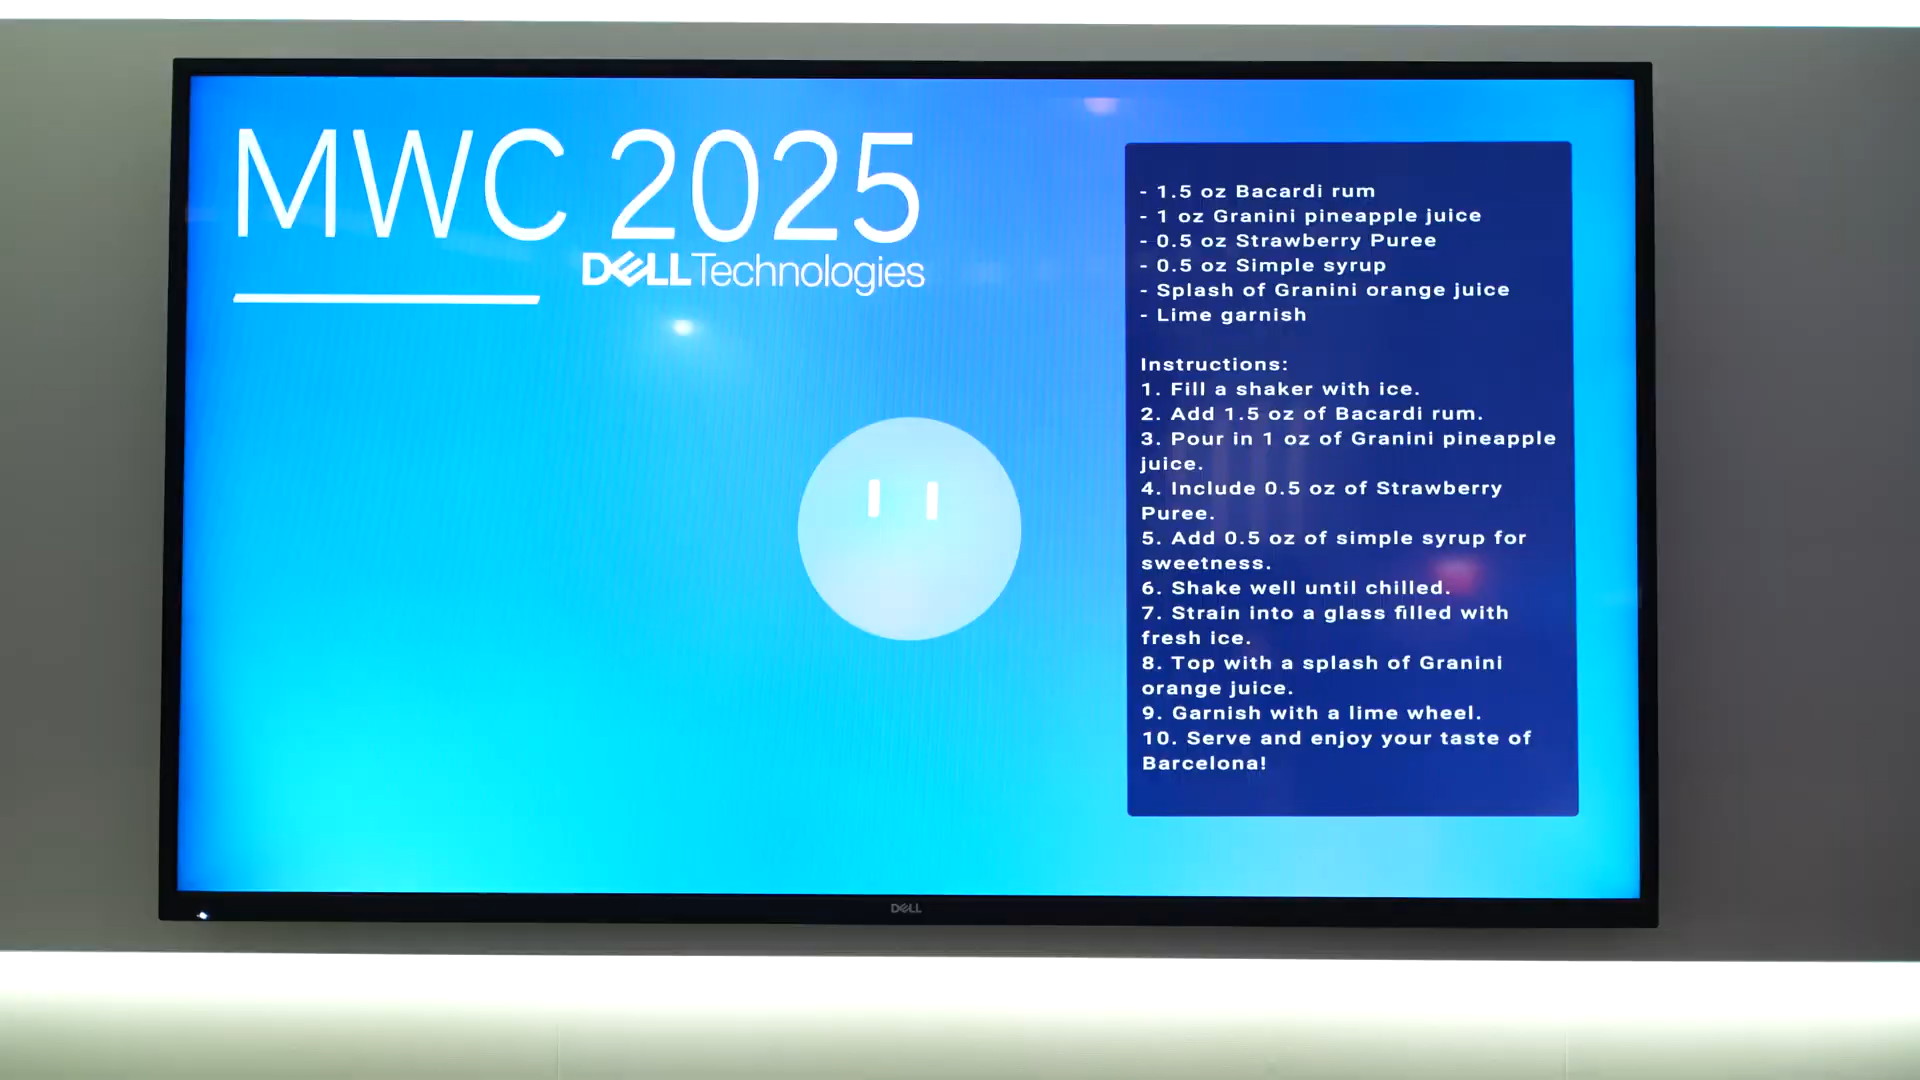 MWC 2025
DELL Technologies
- 1.5 oz Bacardi rum
- 1 oz Granini pineapple juice
- 0.5 oz Strawberry Puree
- 0.5 oz Simple syrup
- Splash of Granini orange juice
- Lime garnish
Instructions:
1. Fill a shaker with ice.
2. Add 1.5 oz of Bacardi rum.
3. Pour in 1 oz of Granini pineapple
juice.
4. Include 0.5 oz of Strawberry
Puree.
5. Add 0.5 oz of simple syrup for
sweetness.
6. Shake well until chilled.
7. Strain into a glass filled with
fresh ice.
8. Top with a splash of Granini
orange juice.
9. Garnish with a lime wheel.
10. Serve and enjoy your taste of
Barcelona!
DELL